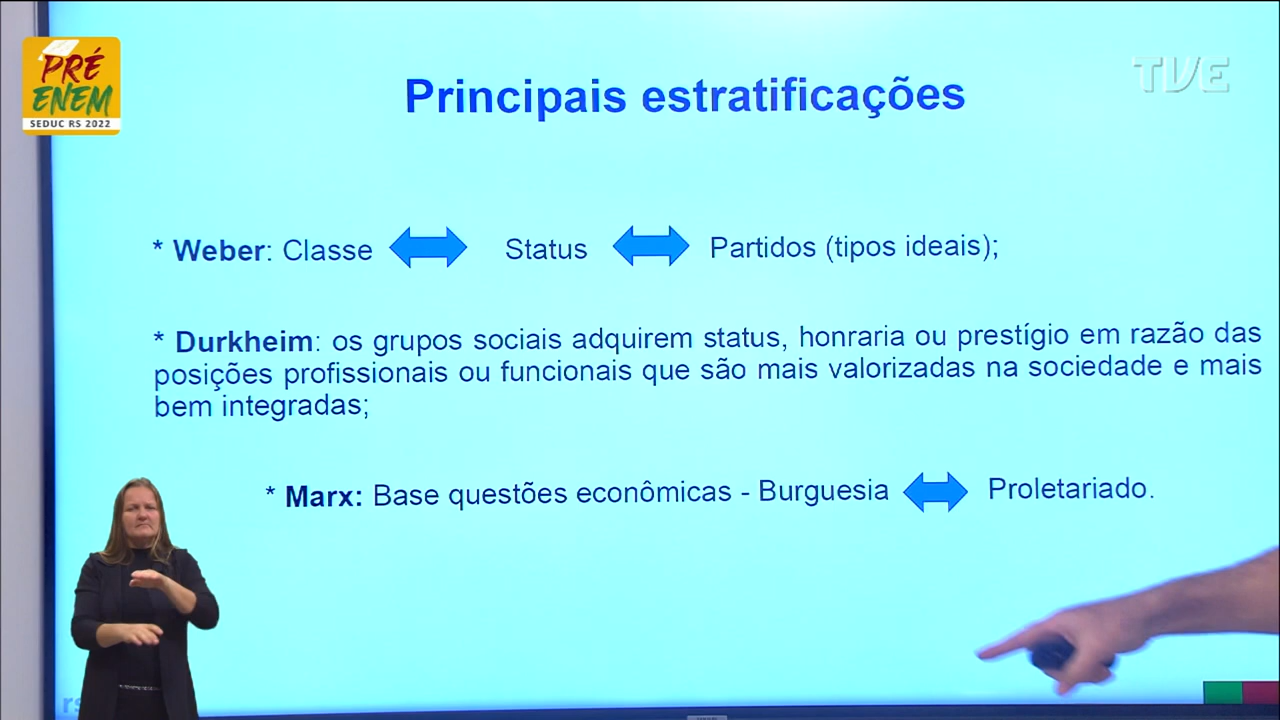 PRÉ
ENEM
SEDUC RS 2022
TVE
Principais estratificações
* Weber: Classe Status Partidos (tipos ideais);
* Durkheim: os grupos sociais adquirem status, honraria ou prestígio em razão das
posições profissionais ou funcionais que são mais valorizadas na sociedade e mais
bem integradas;
* Marx: Base questões econômicas - Burguesia Proletariado.